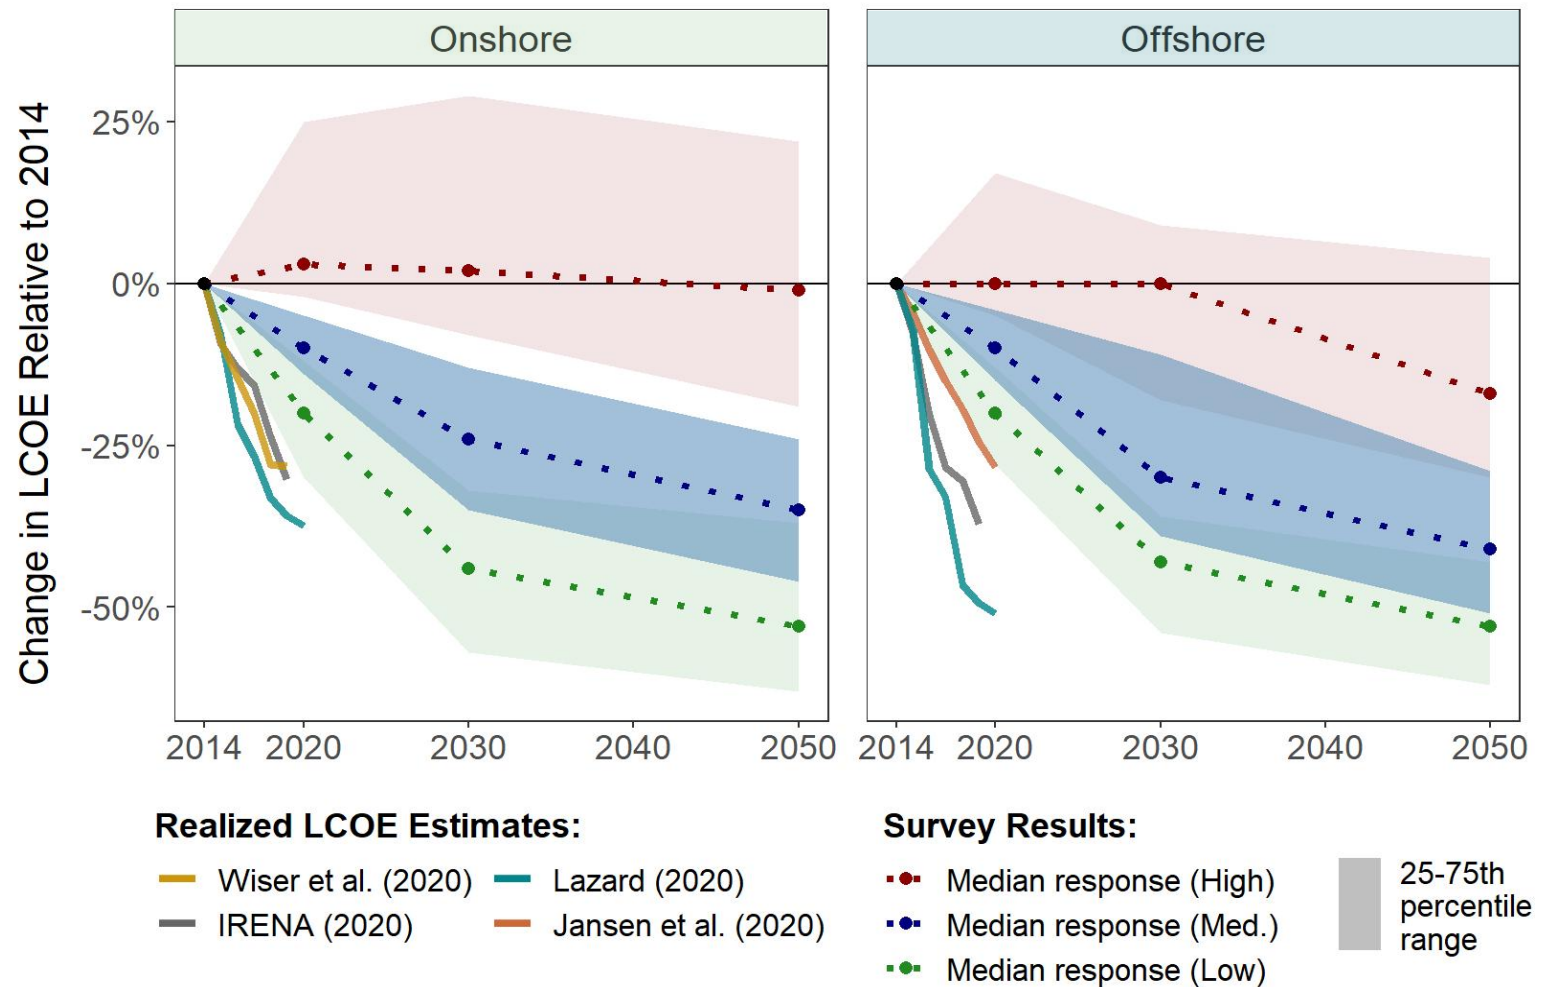 Onshore
Offshore
Change in LCOE Relative to 2014
25%
0%
-25%
-50%
2014 2020 2030 2040 2050
2014 2020 2030 2040 2050
Realized LCOE Estimates:
Wiser et al. (2020)
Lazard (2020)
IRENA (2020)
Jansen et al. (2020)
Survey Results:
Median response (High)
Median response (Med.)
Median response (Low)
25-75th
percentile
range